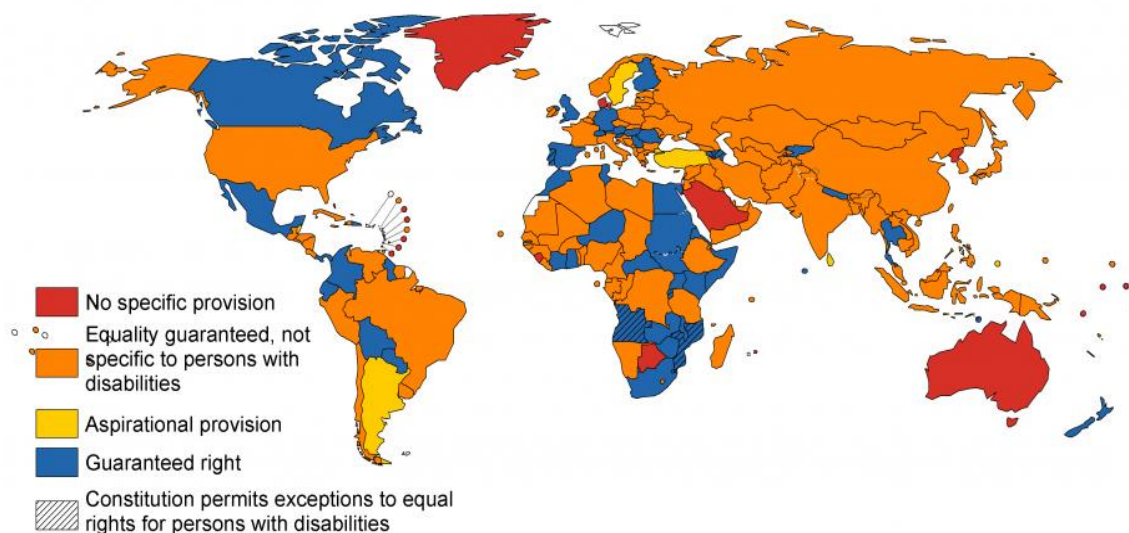 No specific provision
Equality guaranteed, not
specific to persons with
disabilities
Aspirational provision
Guaranteed right
Constitution permits exceptions to equal
rights for persons with disabilities